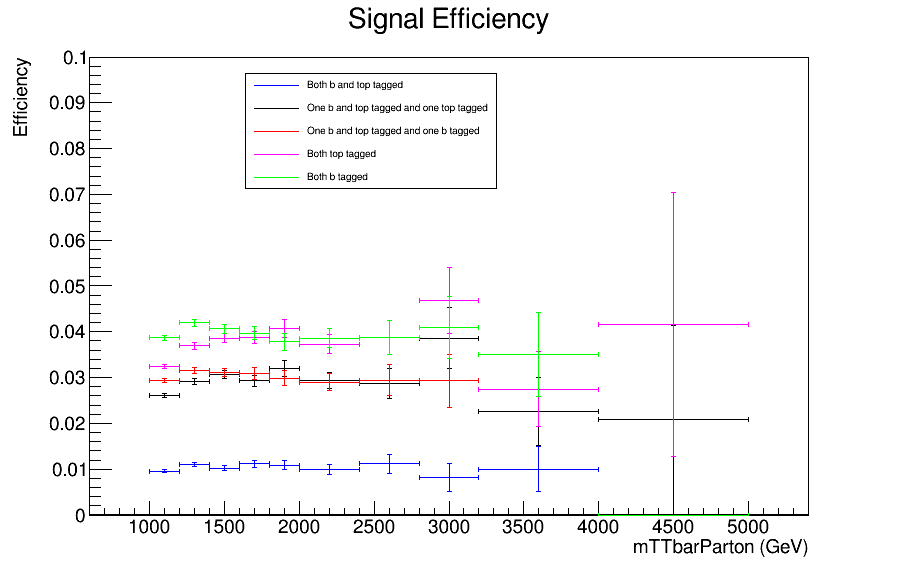 Signal Efficiency
Efficiency
0.1
0.09
0.08
0.07
0.06
0.05
0.04
0.03
0.02
0.01
0
Both b and top tagged
One b and top tagged and one top tagged
One b and top tagged and one b tagged
Both top tagged
Both b tagged
1000 1500 2000 2500 3000 3500 4000 4500 5000
mTTbarParton (GeV)